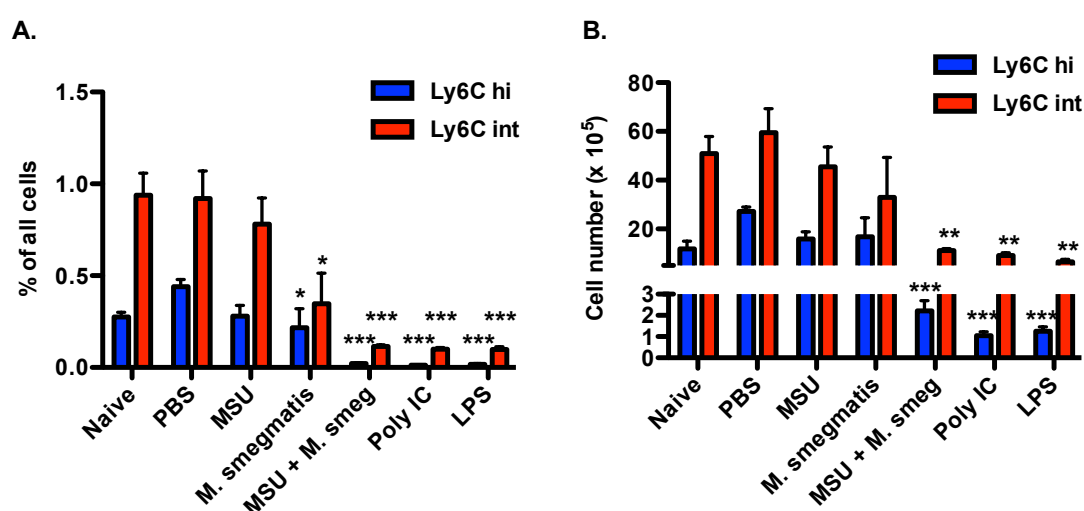 A.
Ly6C hi
Ly6C int
% of all cells
1.5
1.0
0.5
0.0
* *
*** *** *** *** *** ***
Naive
PBS
MSU
M. smegmatis
MSU + M. smeg
Poly IC
LPS
B.
Ly6C hi
Ly6C int
Cell number (x 10⁵)
80
60
40
20
3
2
1
0
** ** **
*** *** ***
Naive
PBS
MSU
M. smegmatis
MSU + M. smeg
Poly IC
LPS